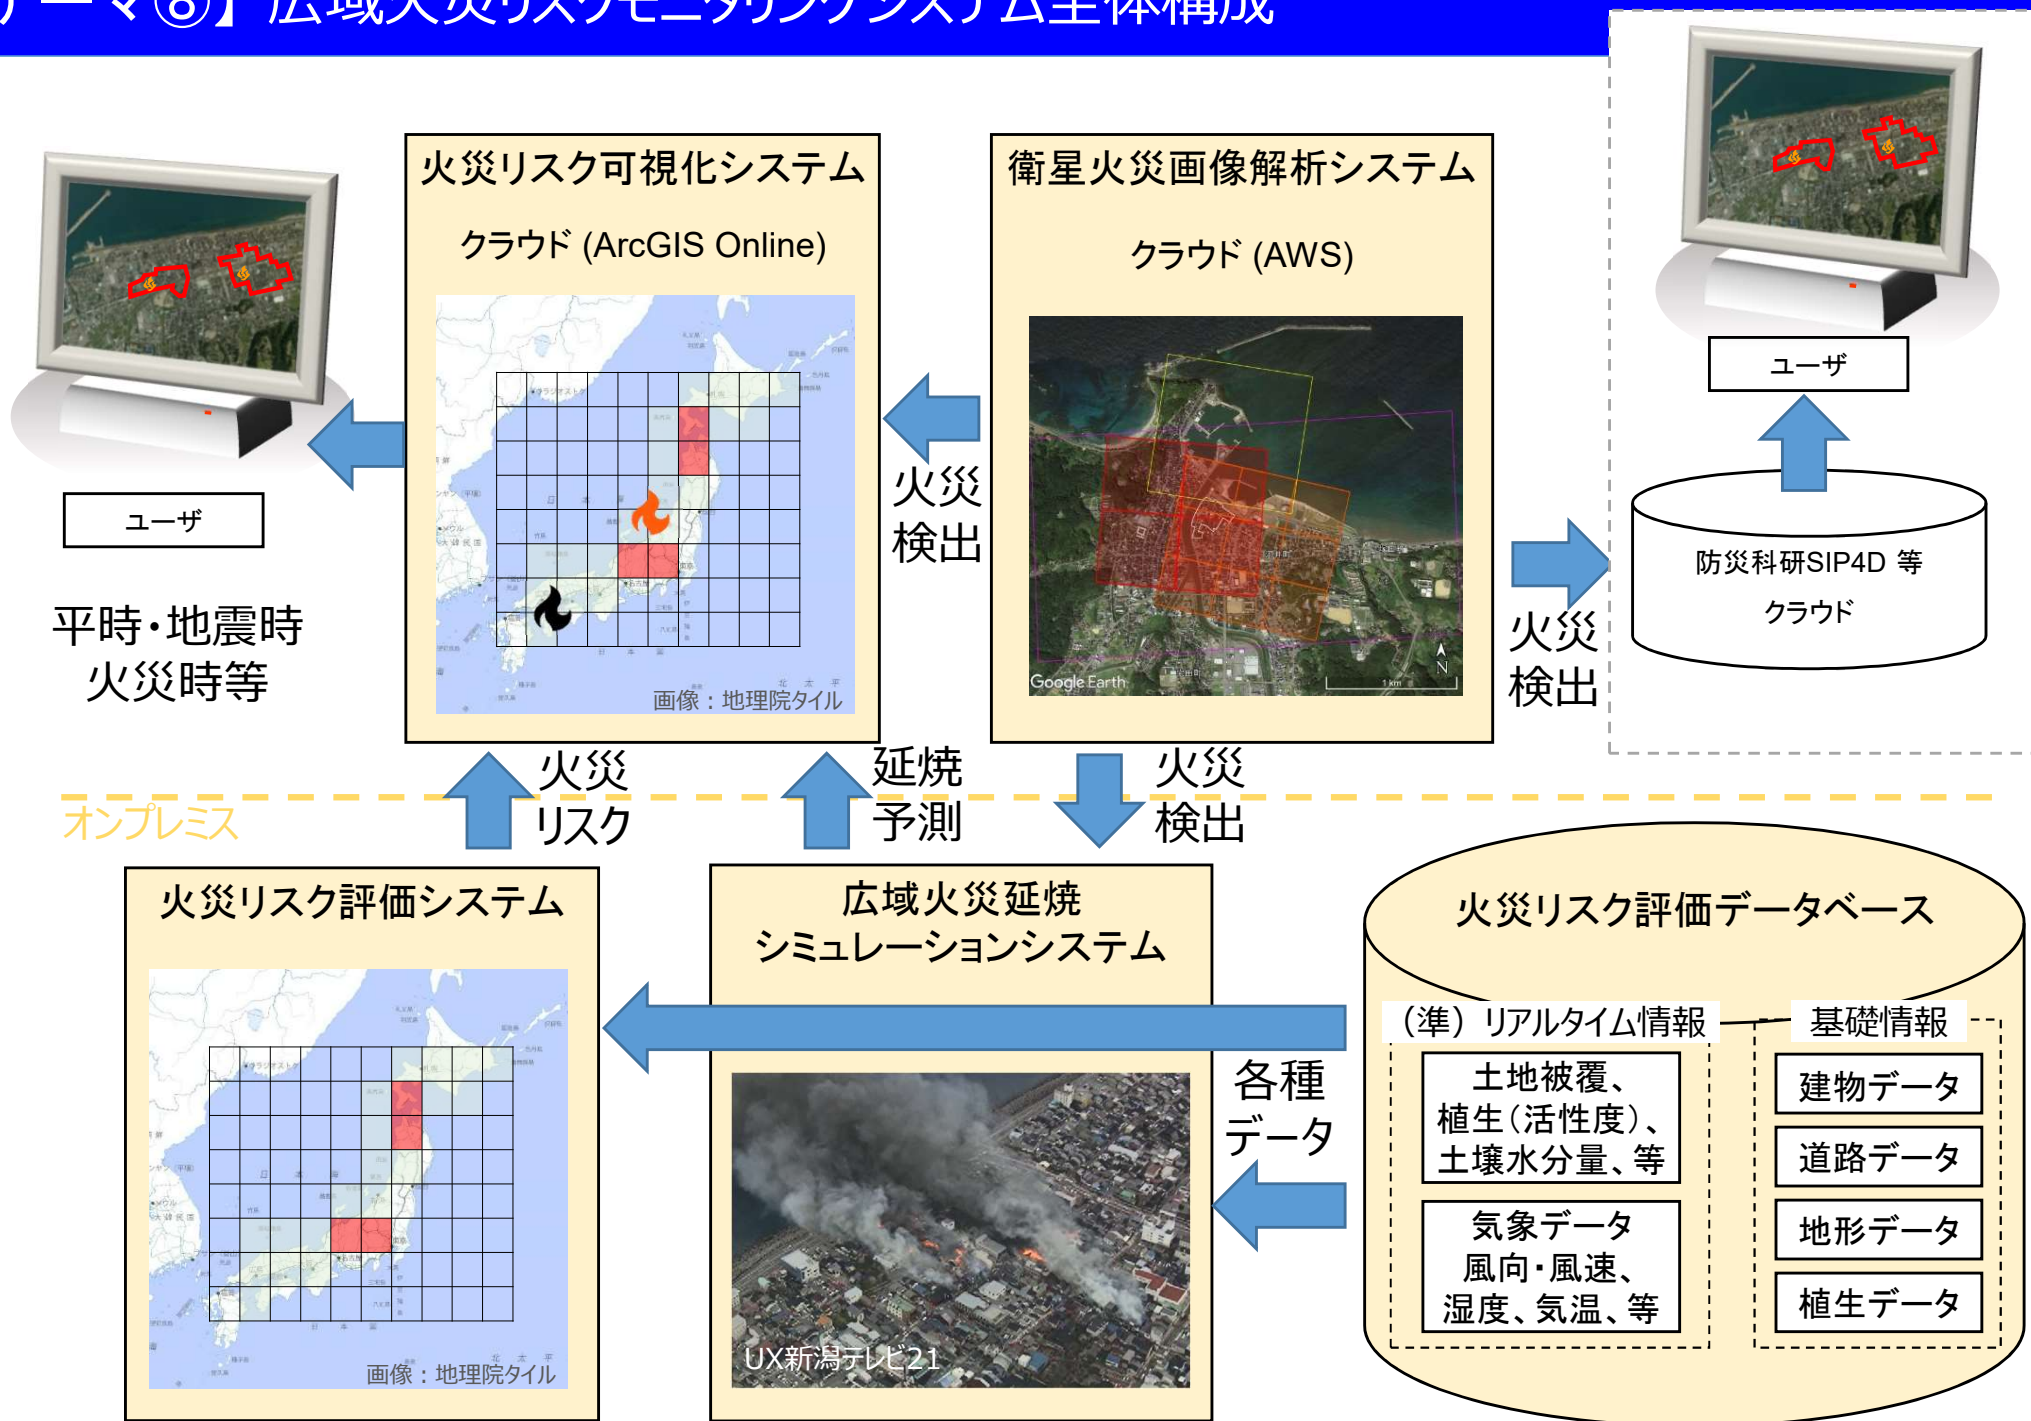 テーマ⑧】広域火災リスクモニタリングシステム全体構成
火災リスク可視化システム
クラウド (ArcGIS Online)
画像：地理院タイル
衛星火災画像解析システム
クラウド (AWS)
Google Earth
1 km
N
ユーザ
平時・地震時
火災時等
火災
検出
火災
検出
ユーザ
防災科研SIP4D 等
クラウド
火災
リスク
延焼
予測
火災
検出
オンプレミス
火災リスク評価システム
画像：地理院タイル
広域火災延焼
シミュレーションシステム
UX新潟テレビ21
各種
データ
火災リスク評価データベース
（準）リアルタイム情報
土地被覆、
植生（活性度）、
土壌水分量、等
気象データ
風向・風速、
湿度、気温、等
基礎情報
建物データ
道路データ
地形データ
植生データ